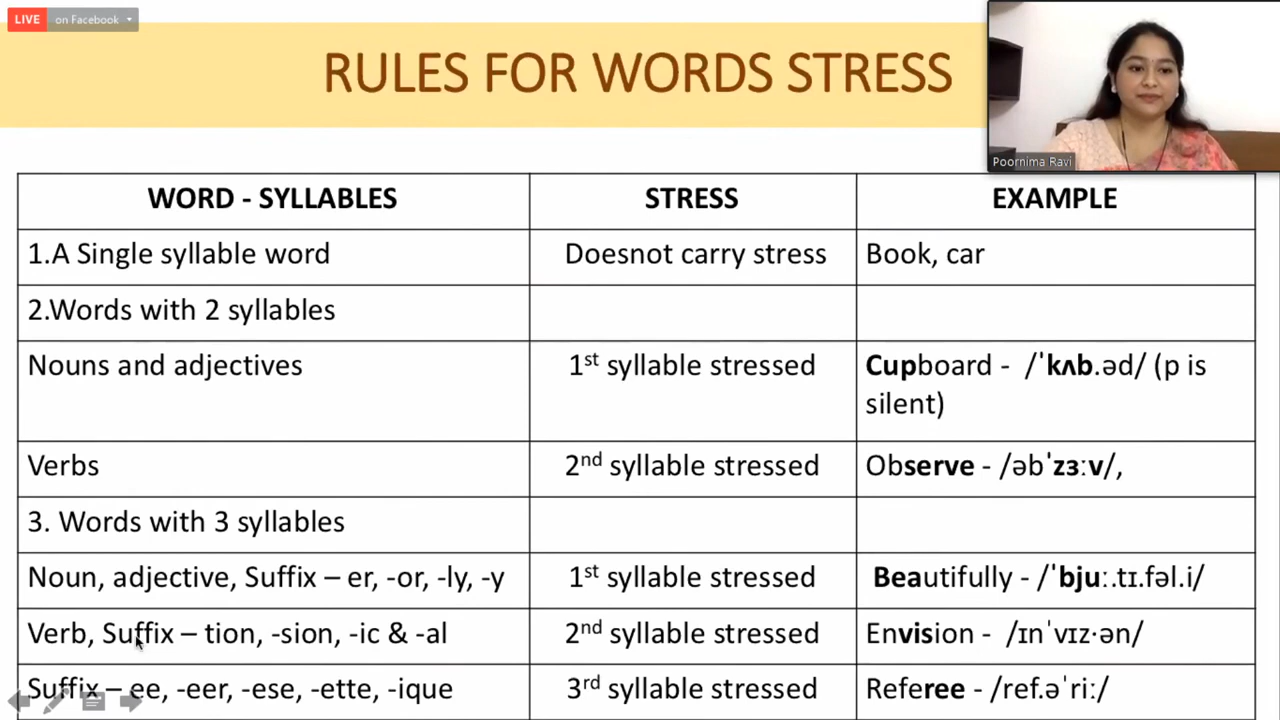 LIVE on Facebook
RULES FOR WORDS STRESS
Poornima Ravi
WORD - SYLLABLES STRESS EXAMPLE
1.A Single syllable word Doesnot carry stress Book, car
2.Words with 2 syllables
Nouns and adjectives 1st syllable stressed Cupboard - /ˈkʌb.əd/ (p is
silent)
Verbs 2nd syllable stressed Observe - /əbˈzɜːv/,
3. Words with 3 syllables
Noun, adjective, Suffix – er, -or, -ly, -y 1st syllable stressed Beautifully - /ˈbjuː.tɪ.fəl.i/
Verb, Suffix – tion, -sion, -ic & -al 2nd syllable stressed Envision - /ɪnˈvɪz·ən/
Suffix – ee, -eer, -ese, -ette, -ique 3rd syllable stressed Referee - /ref.əˈriː/